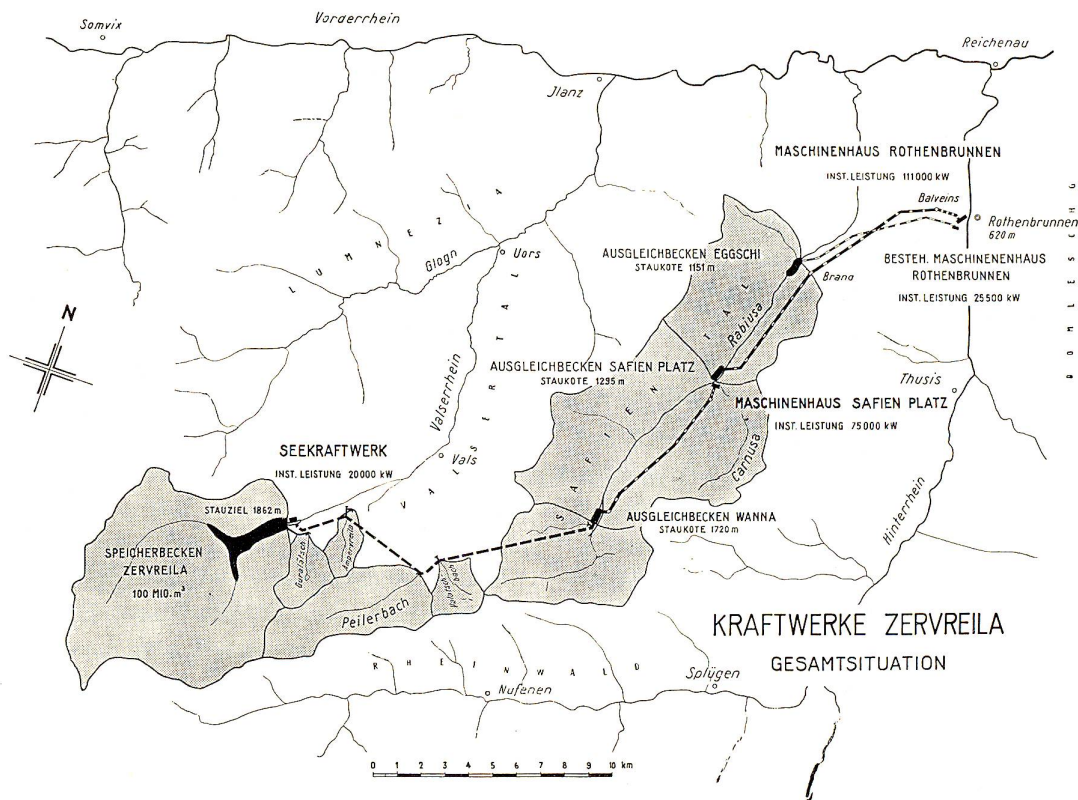 Somvix
Vorderrhein
Reichenau
Jlanz
MASCHINENHAUS ROTHENBRUNNEN
INST. LEISTUNG 111000 kW
Balveins
Rothenbrunnen
620 m
DOMLESCHG
LUMNEZIA
Glogn
Uors
AUSGLEICHBECKEN EGGSCHI
STAUKOTE 1151 m
Brand
BESTEH. MASCHINENENHAUS
ROTHENBRUNNEN
INST. LEISTUNG 25500 kW
N
Rabiusa
SAFIENTAL
Valserrhein
VALSERTAL
AUSGLEICHBECKEN SAFIEN PLATZ
STAUKOTE 1295 m
Thusis
MASCHINENHAUS SAFIEN PLATZ
INST. LEISTUNG 75000 kW
SEEKRAFTWERK
INST. LEISTUNG 20000 kW
Vals
Carnusa
STAUZIEL 1862 m
AUSGLEICHBECKEN WANNA
STAUKOTE 1720 m
Hinterrhein
SPEICHERBECKEN
ZERVREILA
100 MIO. m³
Peilerbach
KRAFTWERKE ZERVREILA
GESAMTSITUATION
RHEINWALD
Nufenen
Splügen
0 1 2 3 4 5 6 7 8 9 10 km